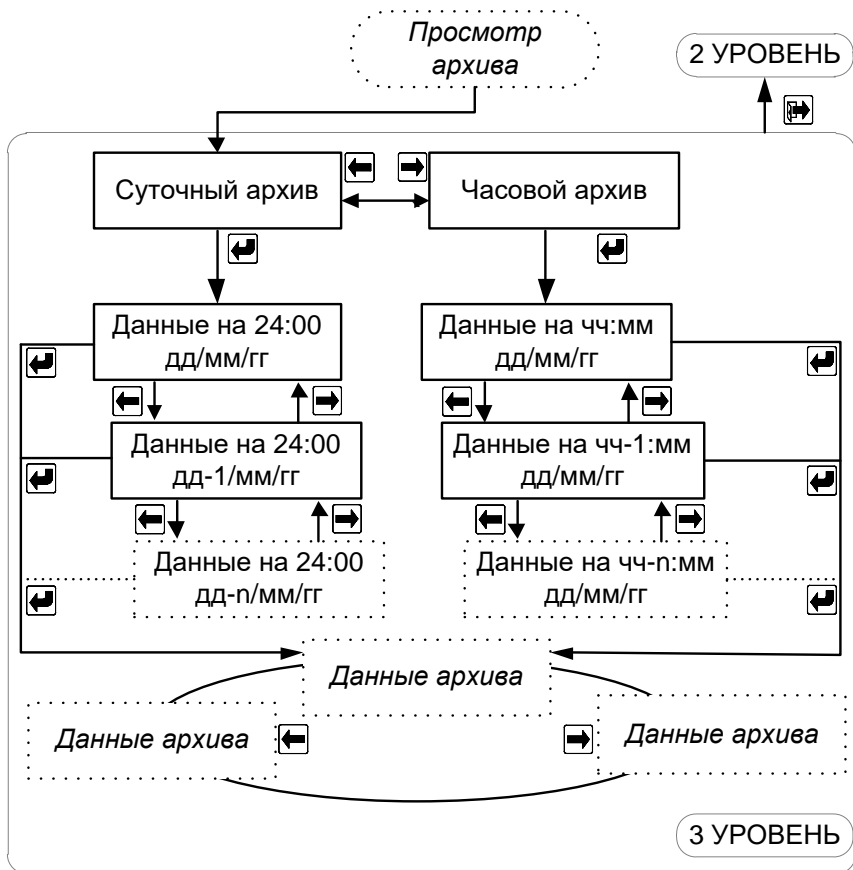 Просмотр
архива
2 УРОВЕНЬ
Суточный архив
Часовой архив
Данные на 24:00
дд/мм/гг
Данные на чч:мм
дд/мм/гг
Данные на 24:00
дд-1/мм/гг
Данные на чч-1:мм
дд/мм/гг
Данные на 24:00
дд-n/мм/гг
Данные на чч-n:мм
дд/мм/гг
Данные архива
Данные архива
Данные архива
3 УРОВЕНЬ